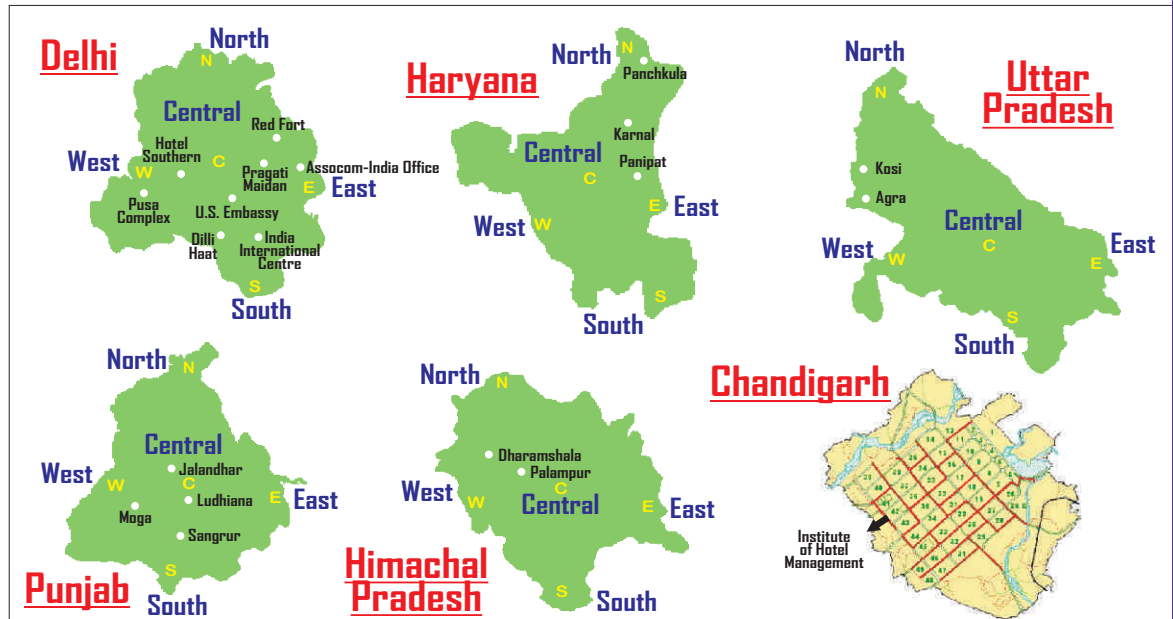 Delhi
North
N
Central
Red Fort
Hotel
Southern
C
West
W
Pragati
Maidan
Assocom-India Office
E
East
Pusa
Complex
U.S. Embassy
Dilli
Haat
India
International
Centre
S
South
Haryana
North
N
Panchkula
Karnal
Central
C
Panipat
West
W
E
East
S
South
Uttar
Pradesh
North
N
Kosi
Agra
Central
C
West
W
East
E
S
South
Punjab
North
N
Central
Jalandhar
C
West
W
Ludhiana
E
East
Moga
Sangrur
S
South
Himachal
Pradesh
North
N
Dharamshala
Palampur
C
Central
West
W
E
East
S
South
Chandigarh
Institute
of Hotel
Management